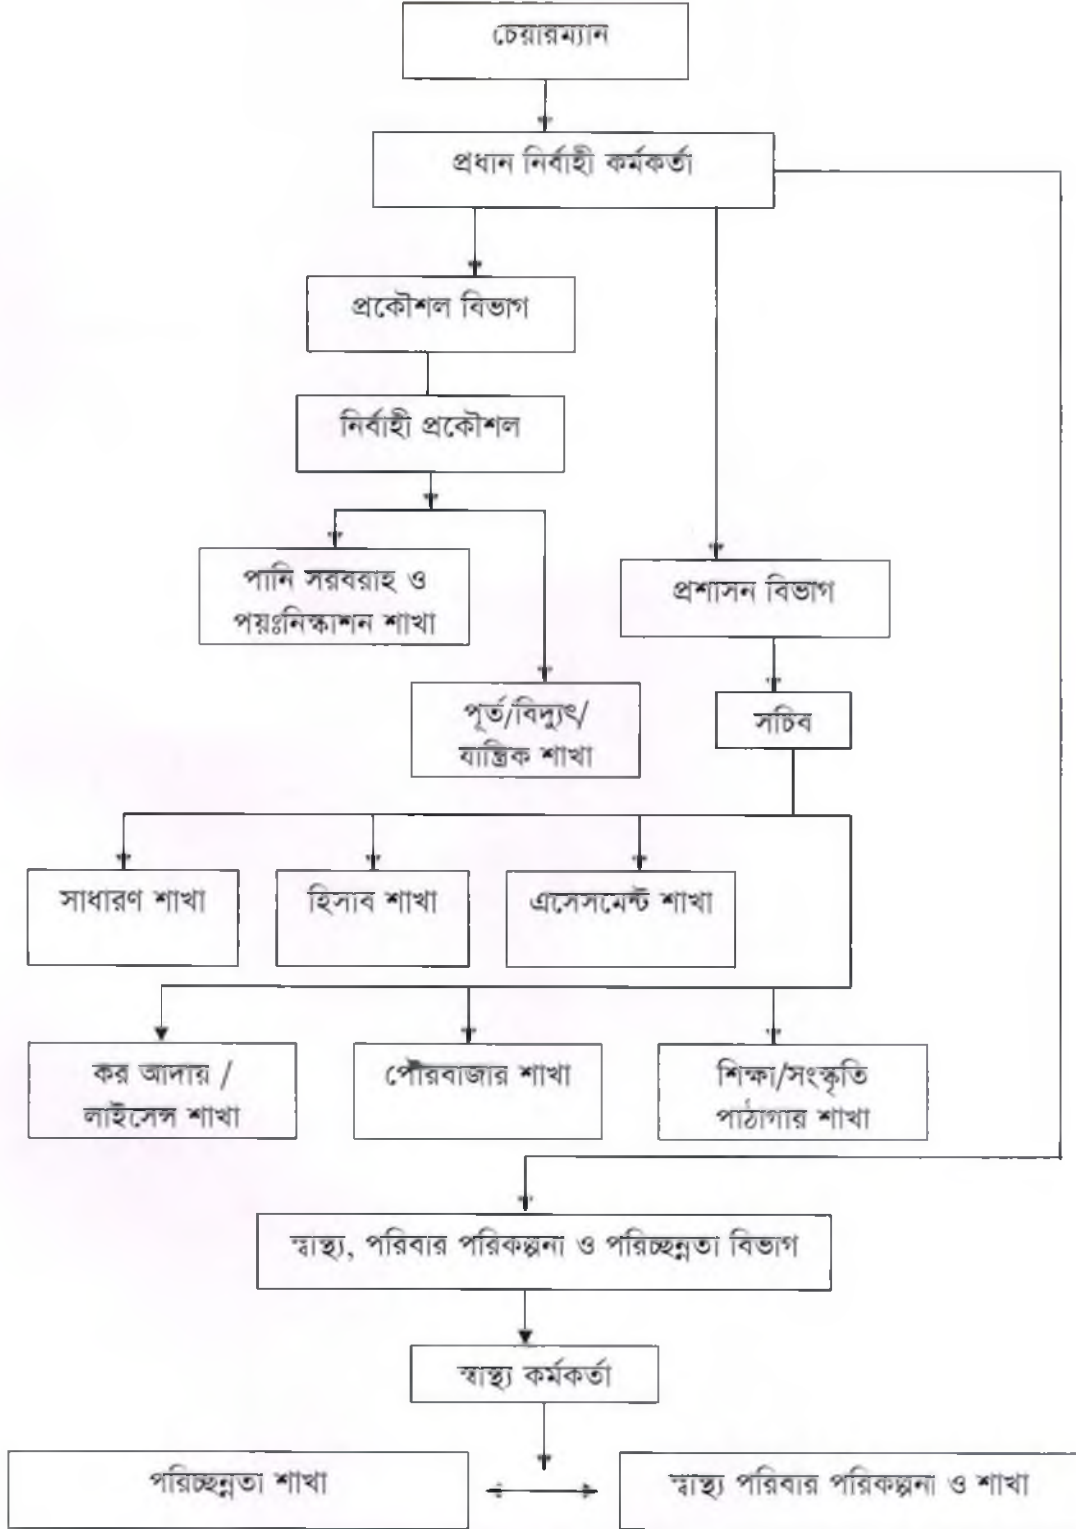 চেয়ারম্যান
প্রধান নির্বাহী কর্মকর্তা
প্রকৌশল বিভাগ
নির্বাহী প্রকৌশল
পানি সরবরাহ ও
পয়ঃনিস্কাশন শাখা
প্রশাসন বিভাগ
পূর্ত/বিদ্যুৎ/
যান্ত্রিক শাখা
সচিব
সাধারণ শাখা
হিসাব শাখা
এসেসমেন্ট শাখা
কর আদায় /
লাইসেন্স শাখা
পৌরবাজার শাখা
শিক্ষা/সংস্কৃতি
পাঠাগার শাখা
স্বাস্থ্য, পরিবার পরিকল্পনা ও পরিচ্ছন্নতা বিভাগ
স্বাস্থ্য কর্মকর্তা
পরিচ্ছন্নতা শাখা
স্বাস্থ্য পরিবার পরিকল্পনা ও শাখা